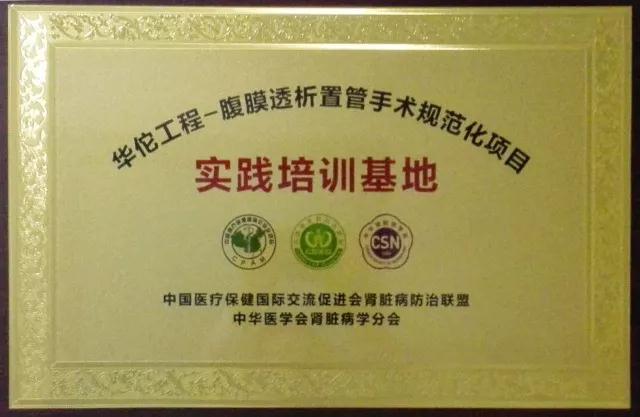 华佗工程-腹膜透析置管手术规范化项目
实践培训基地
CPAM
CSN
中国医疗保健国际交流促进会肾脏病防治联盟
中华医学会肾脏病学分会